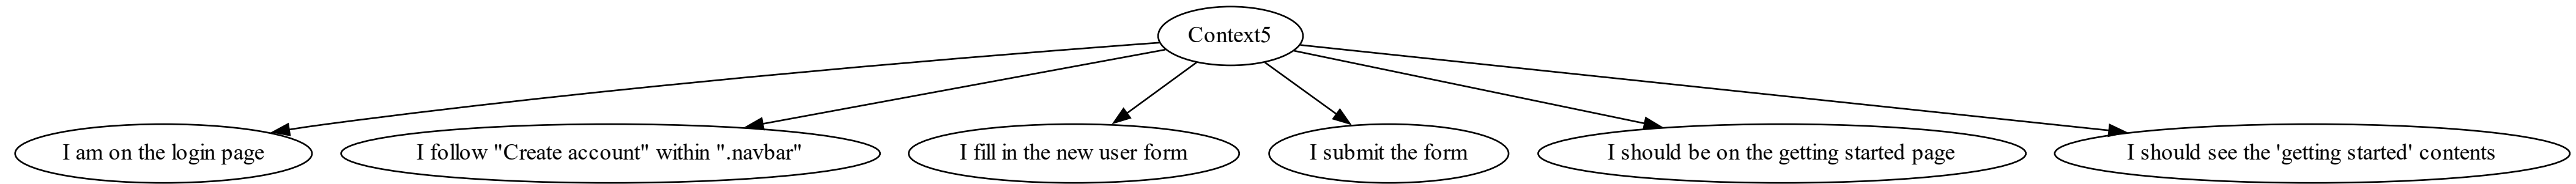 Context5
I am on the login page
I follow "Create account" within ".navbar"
I fill in the new user form
I submit the form
I should be on the getting started page
I should see the 'getting started' contents